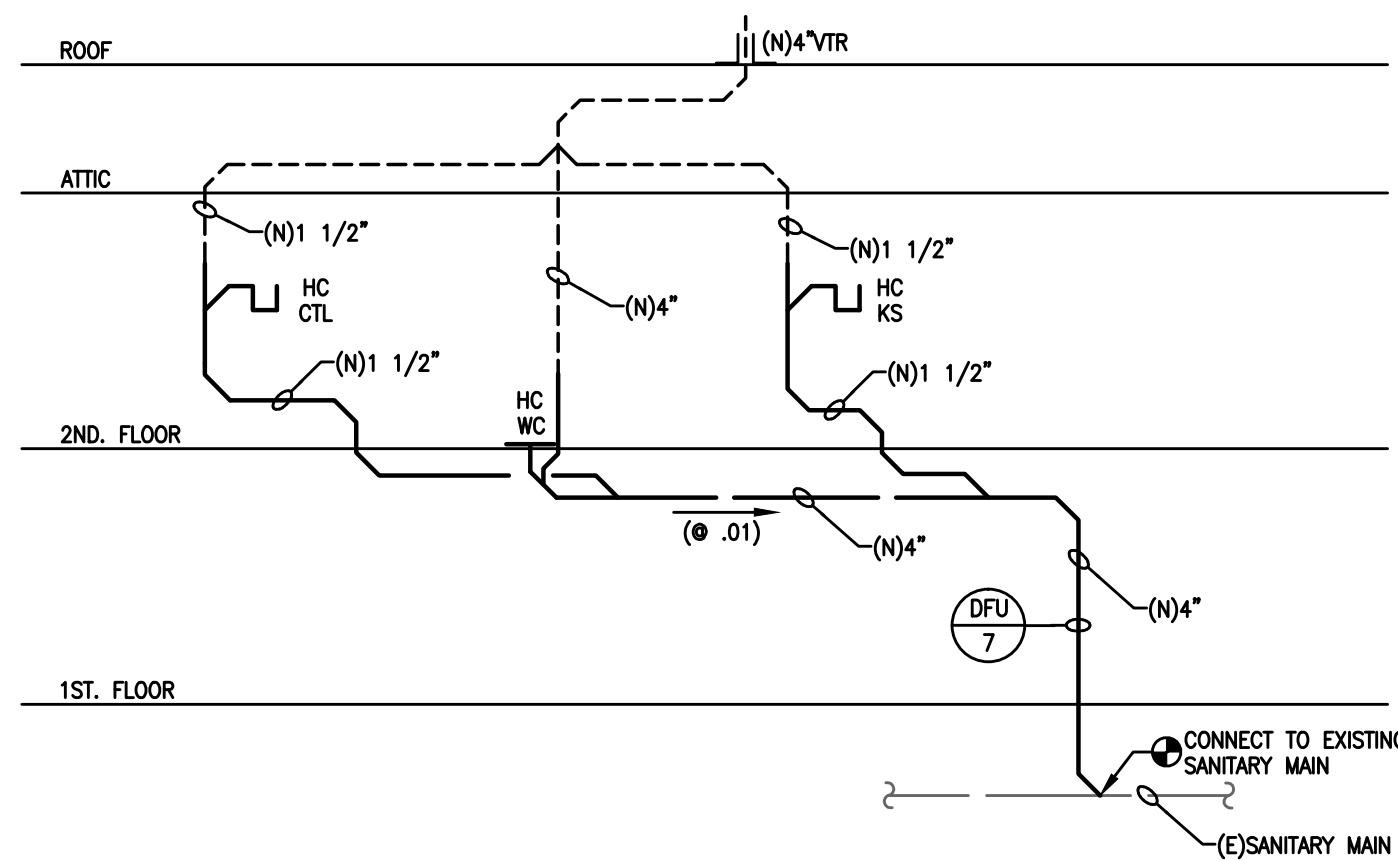 (N)4"VTR
ROOF
ATTIC
(N)1 1/2"
(N)1 1/2"
HC
CTL
HC
KS
(N)4"
(N)1 1/2"
(N)1 1/2"
HC
WC
2ND. FLOOR
(@ .01)
(N)4"
DFU
7
(N)4"
1ST. FLOOR
CONNECT TO EXISTING
SANITARY MAIN
(E)SANITARY MAIN